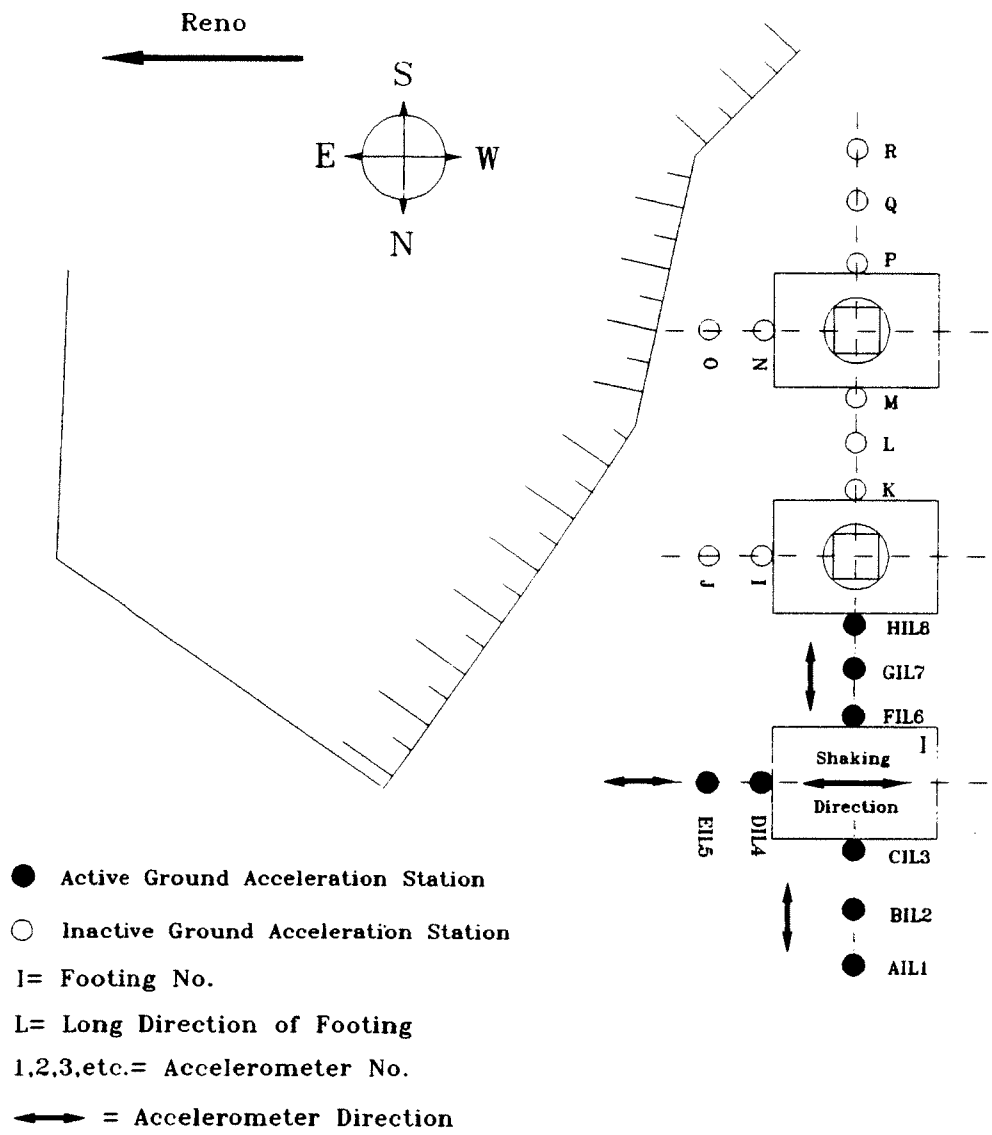 Reno
S
E
W
N
R
Q
P
O
N
M
L
K
J
I
HIL8
GIL7
FIL6
I
Shaking
Direction
EIL5
DIL4
CIL3
BIL2
AIL1
Active Ground Acceleration Station
Inactive Ground Acceleration Station
I= Footing No.
L= Long Direction of Footing
1,2,3,etc.= Accelerometer No.
= Accelerometer Direction